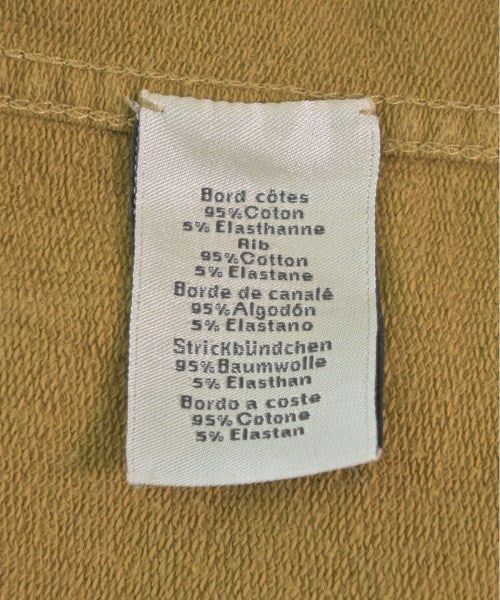 Bord côtes
95% Coton
5% Elasthanne
Rib
95% Cotton
5% Elastane
Borde de canalé
95% Algodón
5% Elastano
Strickbündchen
95% Baumwolle
5% Elasthan
Bordo a coste
95% Cotone
5% Elastan